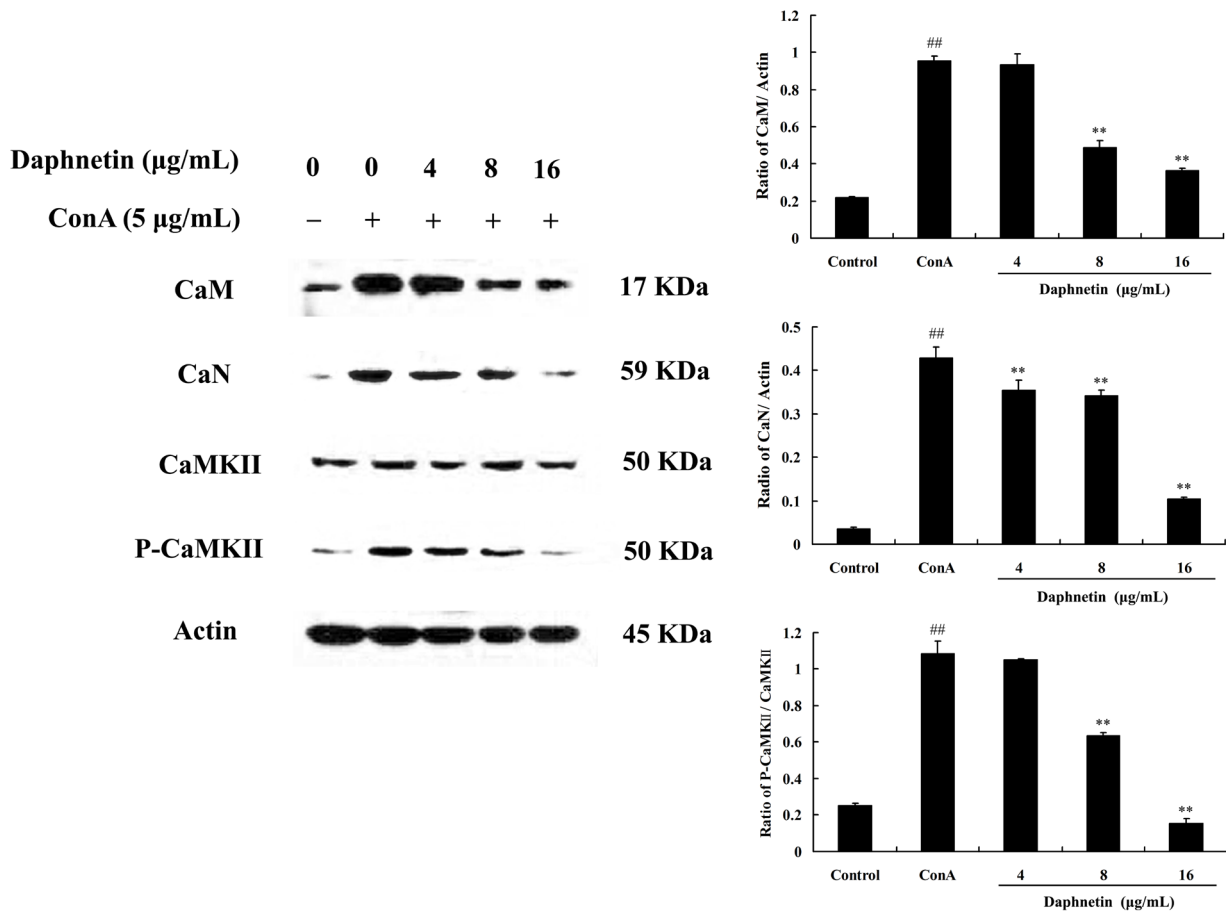 Daphnetin (μg/mL) 0 0 4 8 16
ConA (5 μg/mL) – + + + +
CaM 17 KDa
CaN 59 KDa
CaMKII 50 KDa
P-CaMKII 50 KDa
Actin 45 KDa
Ratio of CaM/ Actin
1.2
1
0.8
0.6
0.4
0.2
0
##
**
**
Control ConA 4 8 16
Daphnetin (μg/mL)
Radio of CaN/ Actin
0.5
0.4
0.3
0.2
0.1
0
##
**
**
**
Control ConA 4 8 16
Daphnetin (μg/mL)
Ratio of P-CaMKII / CaMKII
1.2
1
0.8
0.6
0.4
0.2
0
##
**
**
Control ConA 4 8 16
Daphnetin (μg/mL)